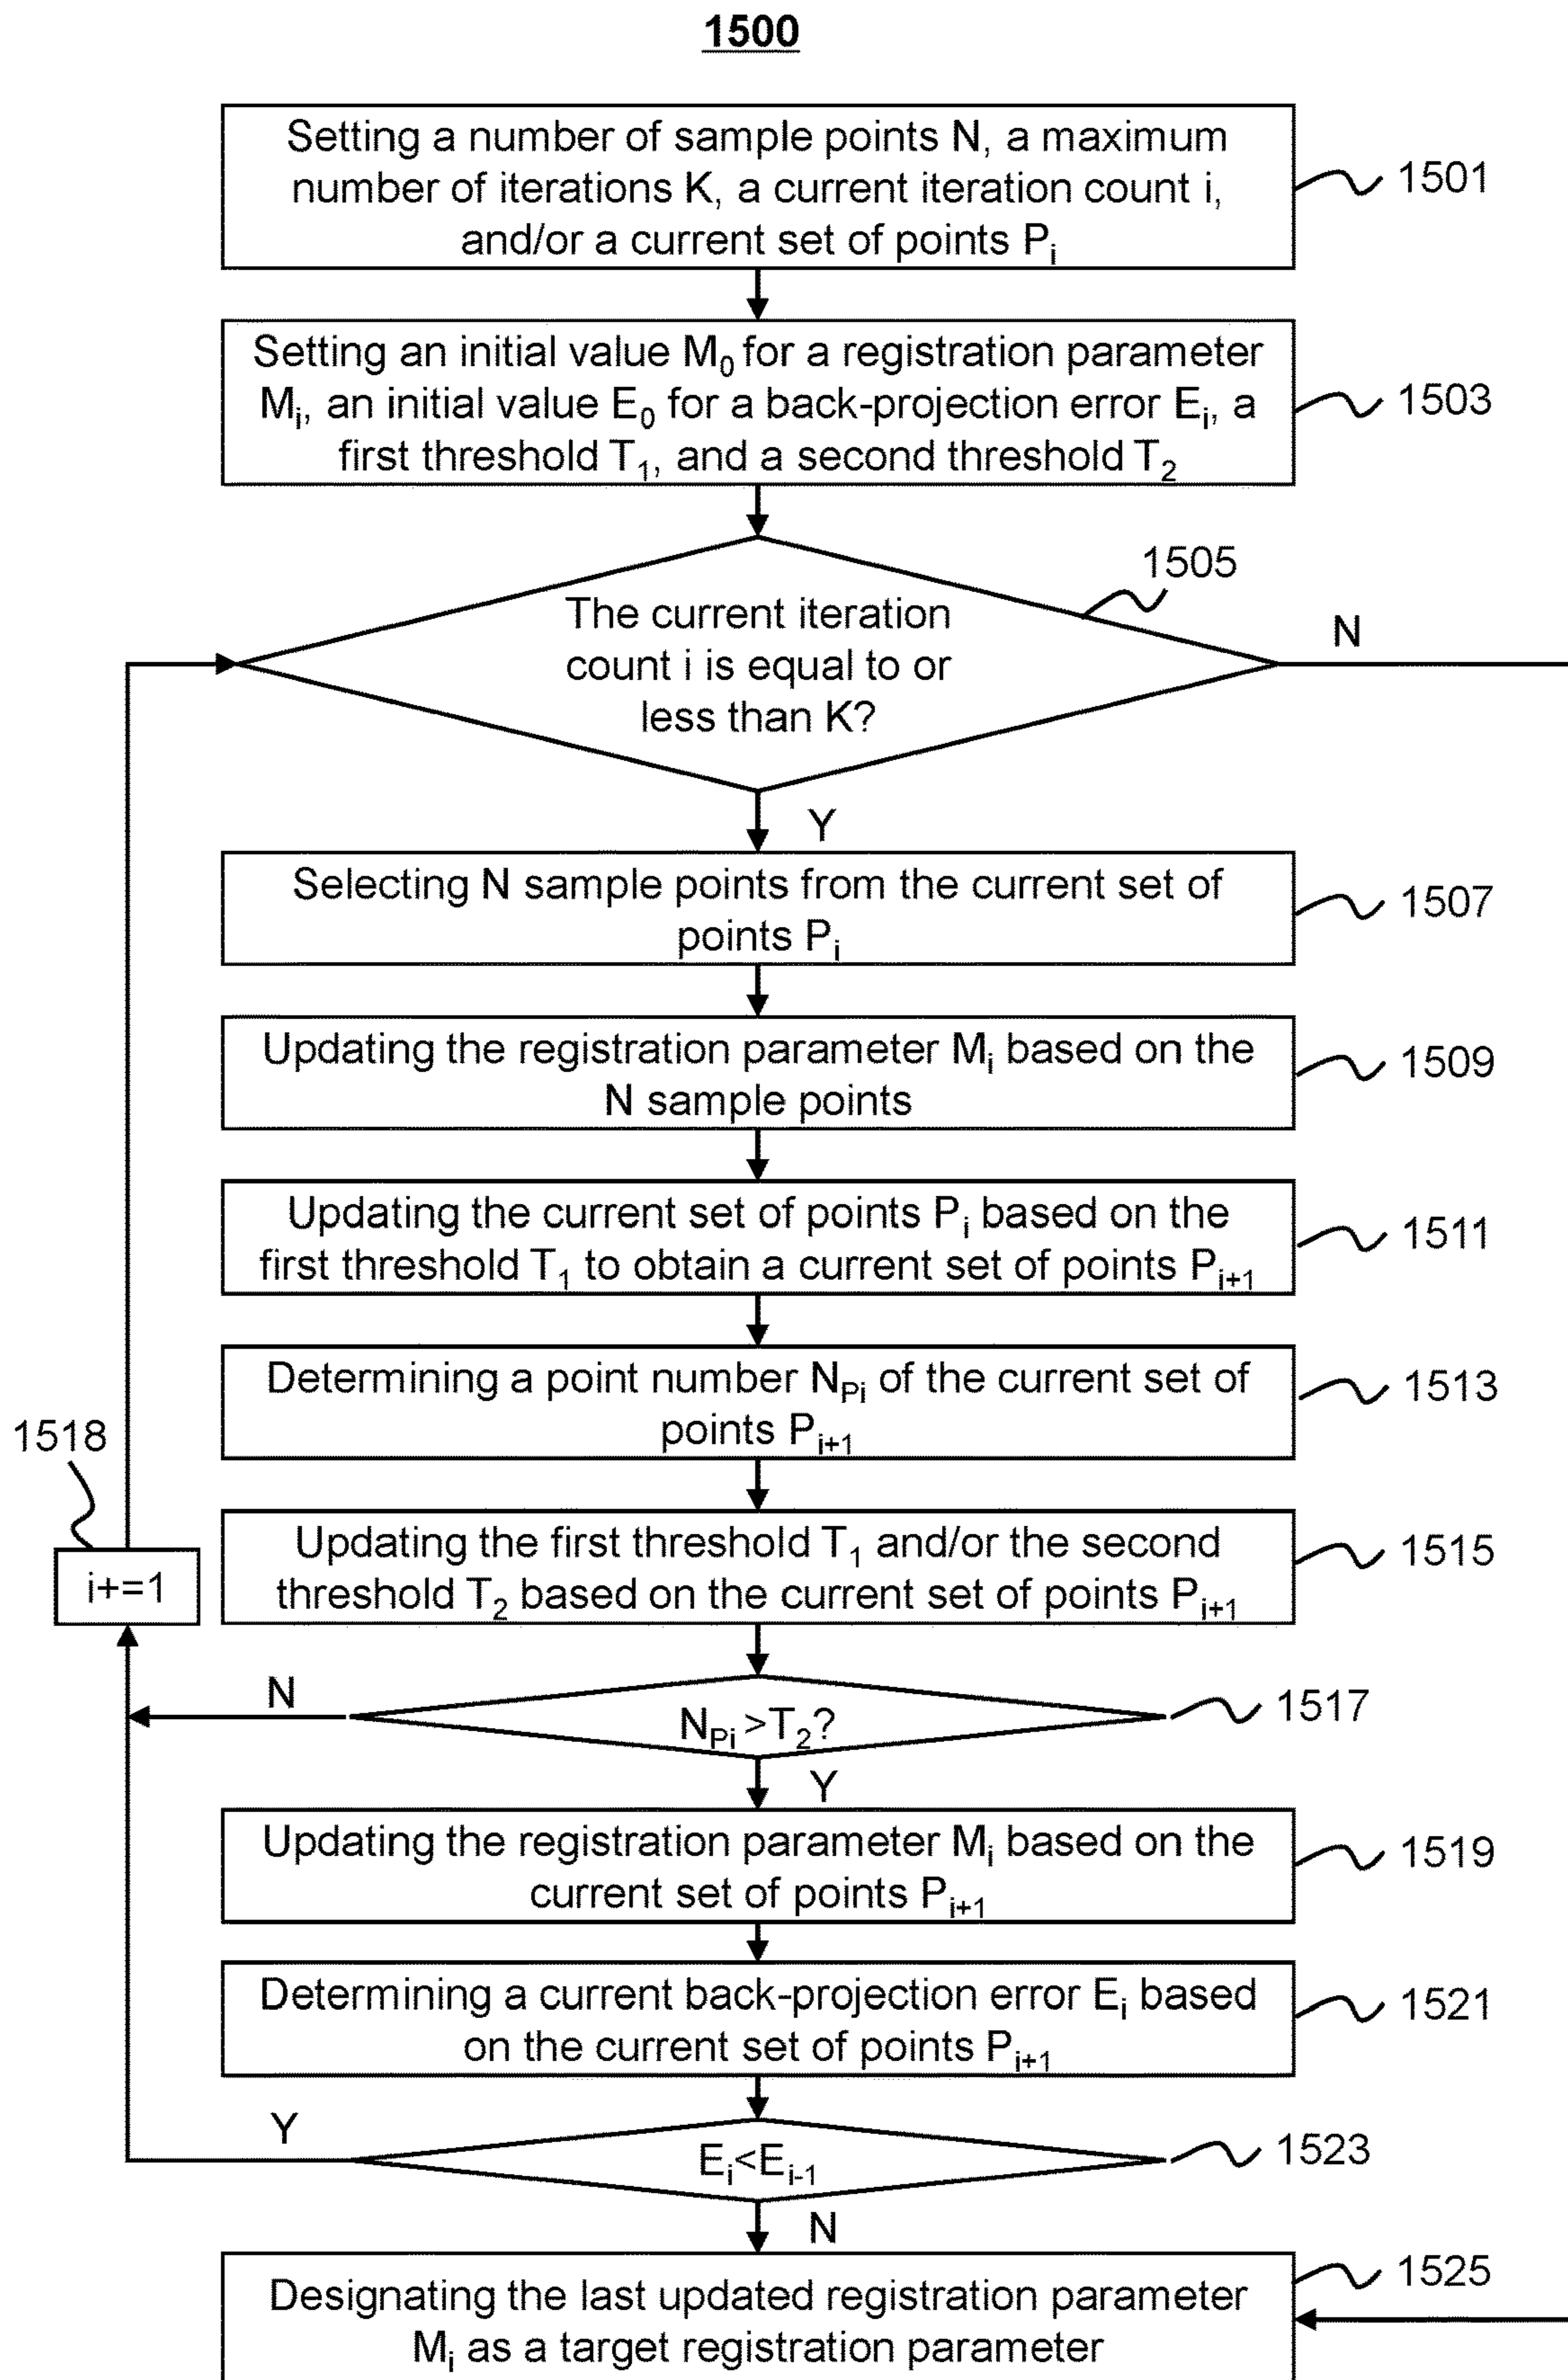 1500
Setting a number of sample points N, a maximum
number of iterations K, a current iteration count i,
and/or a current set of points Pi
1501
Setting an initial value M0 for a registration parameter
Mi, an initial value E0 for a back-projection error Ei, a
first threshold T1, and a second threshold T2
1503
1505
The current iteration
count i is equal to or
less than K?
N
Y
Selecting N sample points from the current set of
points Pi
1507
Updating the registration parameter Mi based on the
N sample points
1509
Updating the current set of points Pi based on the
first threshold T1 to obtain a current set of points Pi+1
1511
Determining a point number NPi of the current set of
points Pi+1
1513
1518
i+=1
Updating the first threshold T1 and/or the second
threshold T2 based on the current set of points Pi+1
1515
N
NPi >T2?
1517
Y
Updating the registration parameter Mi based on the
current set of points Pi+1
1519
Determining a current back-projection error Ei based
on the current set of points Pi+1
1521
Y
Ei<Ei-1
1523
N
Designating the last updated registration parameter
Mi as a target registration parameter
1525